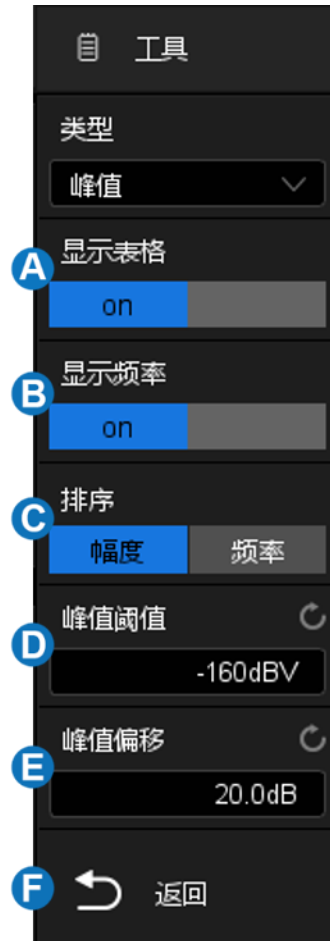 工具
类型
峰值
A 显示表格
on
B 显示频率
on
C 排序
幅度 频率
D 峰值阈值
-160dBV
E 峰值偏移
20.0dB
F 返回